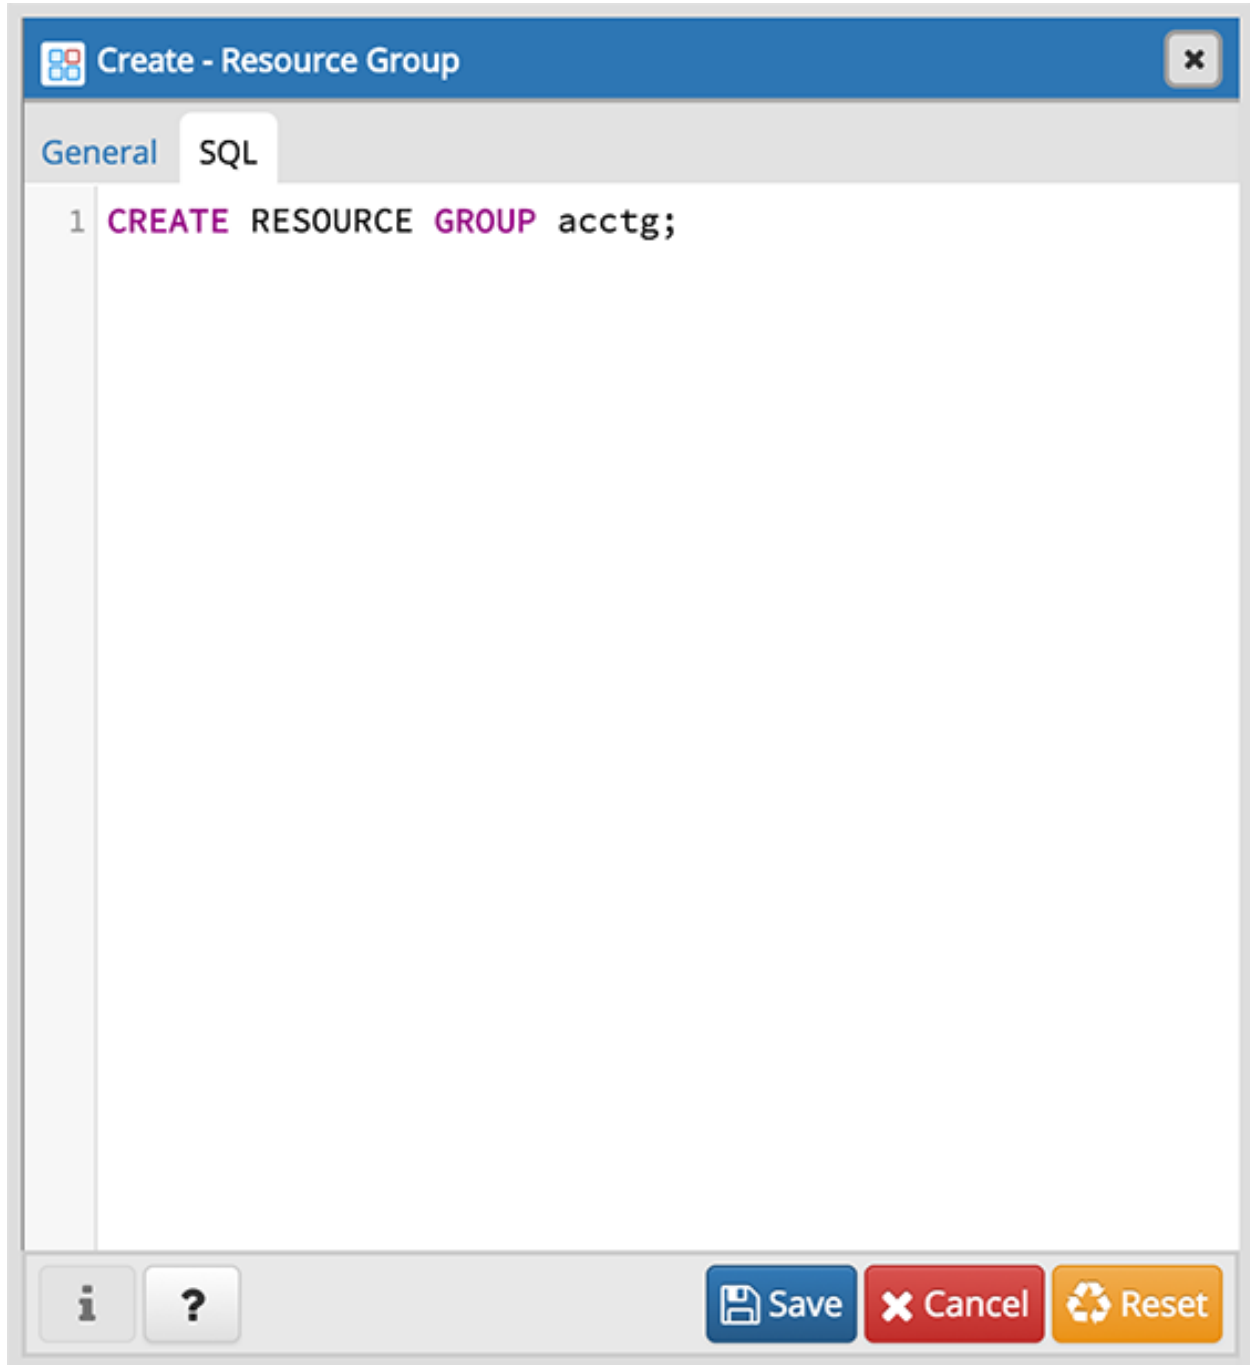 Create - Resource Group
General SQL
1 CREATE RESOURCE GROUP acctg;
i ? Save Cancel Reset